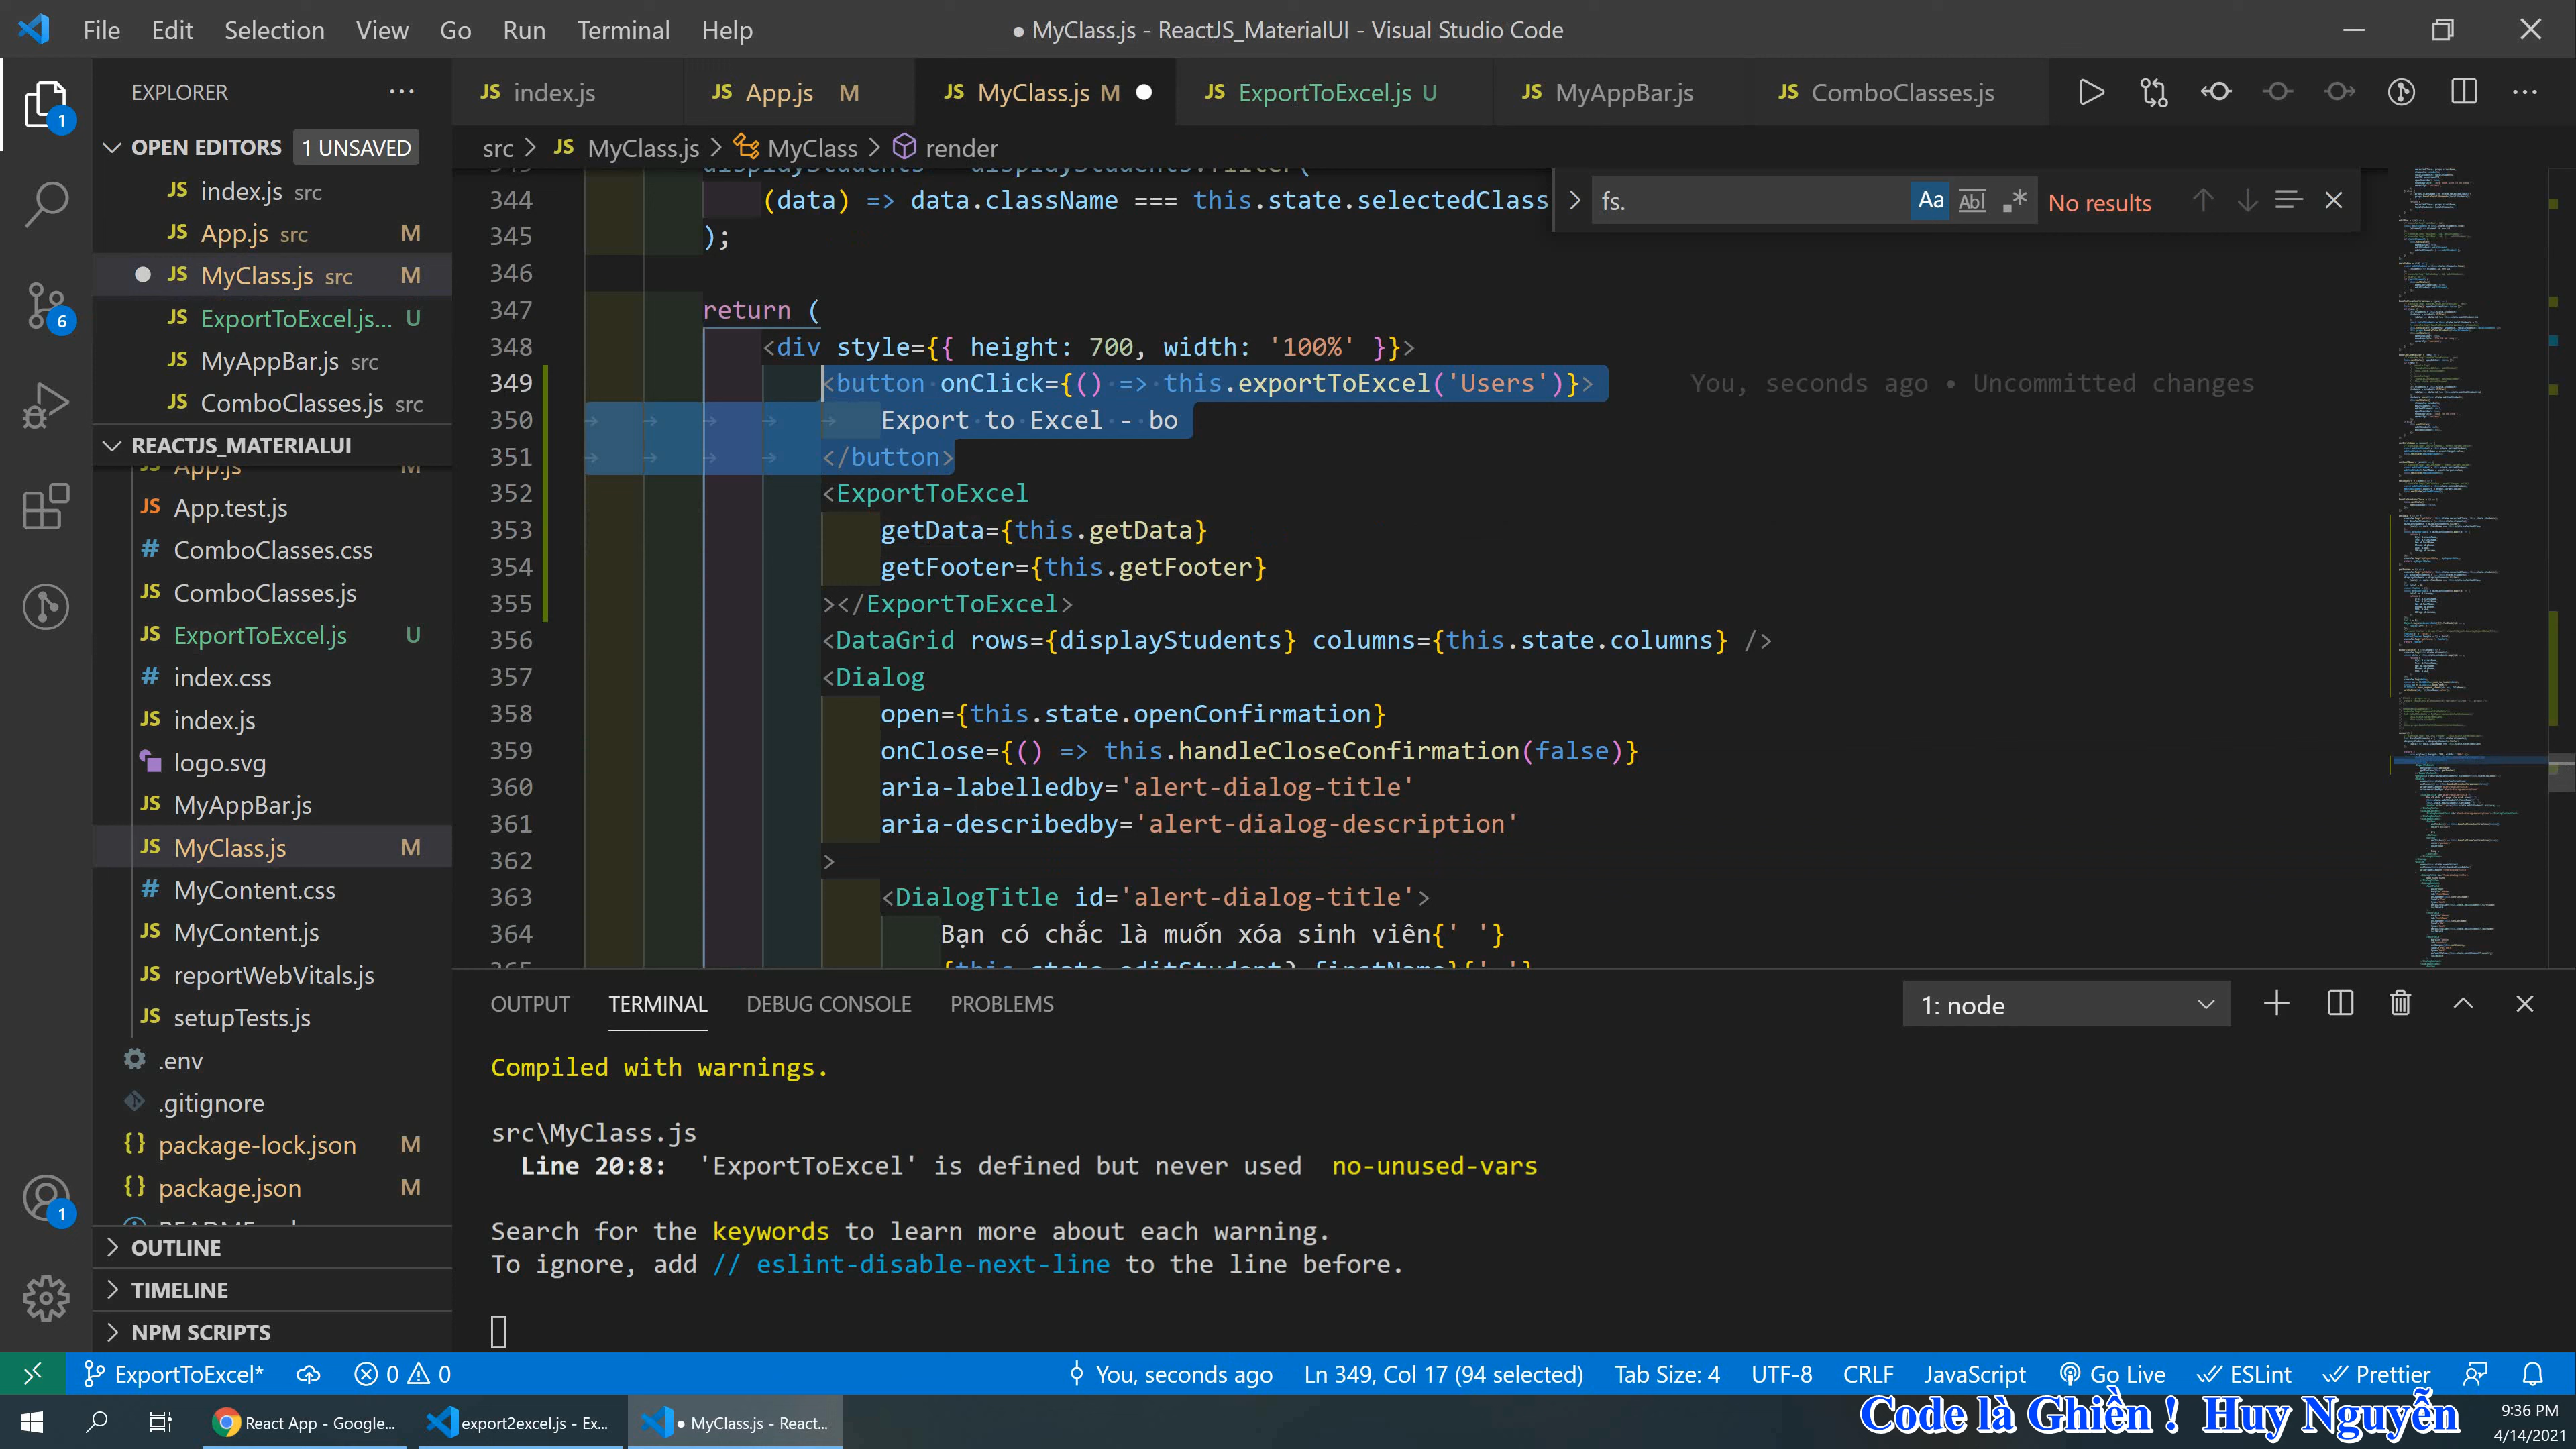 File Edit Selection View Go Run Terminal Help
● MyClass.js - ReactJS_MaterialUI - Visual Studio Code
EXPLORER
OPEN EDITORS 1 UNSAVED
JS index.js src
JS App.js src M
JS MyClass.js src M
JS ExportToExcel.js... U
JS MyAppBar.js src
JS ComboClasses.js src
REACTJS_MATERIALUI
JS App.js M
JS App.test.js
# ComboClasses.css
JS ComboClasses.js
JS ExportToExcel.js U
# index.css
JS index.js
logo.svg
JS MyAppBar.js
JS MyClass.js M
# MyContent.css
JS MyContent.js
JS reportWebVitals.js
JS setupTests.js
.env
.gitignore
{} package-lock.json M
{} package.json M
OUTLINE
TIMELINE
NPM SCRIPTS
1
6
1
JS index.js JS App.js M JS MyClass.js M ● JS ExportToExcel.js U JS MyAppBar.js JS ComboClasses.js
src > JS MyClass.js > MyClass > render
fs. Aa Abl .* No results
344 (data) => data.className === this.state.selectedClass
345 );
346
347 return (
348 <div style={{ height: 700, width: '100%' }}>
349 <button onClick={() => this.exportToExcel('Users')}> You, seconds ago • Uncommitted changes
350 Export to Excel - bo
351 </button>
352 <ExportToExcel
353 getData={this.getData}
354 getFooter={this.getFooter}
355 ></ExportToExcel>
356 <DataGrid rows={displayStudents} columns={this.state.columns} />
357 <Dialog
358 open={this.state.openConfirmation}
359 onClose={() => this.handleCloseConfirmation(false)}
360 aria-labelledby='alert-dialog-title'
361 aria-describedby='alert-dialog-description'
362 >
363 <DialogTitle id='alert-dialog-title'>
364 Bạn có chắc là muốn xóa sinh viên{' '}
OUTPUT TERMINAL DEBUG CONSOLE PROBLEMS
1: node
Compiled with warnings.
src\MyClass.js
Line 20:8: 'ExportToExcel' is defined but never used no-unused-vars
Search for the keywords to learn more about each warning.
To ignore, add // eslint-disable-next-line to the line before.
ExportToExcel* 0 0 You, seconds ago Ln 349, Col 17 (94 selected) Tab Size: 4 UTF-8 CRLF JavaScript Go Live ESLint Prettier
React App - Google... export2excel.js - Ex... ● MyClass.js - React...
Code là Ghiền ! Huy Nguyễn
9:36 PM
4/14/2021